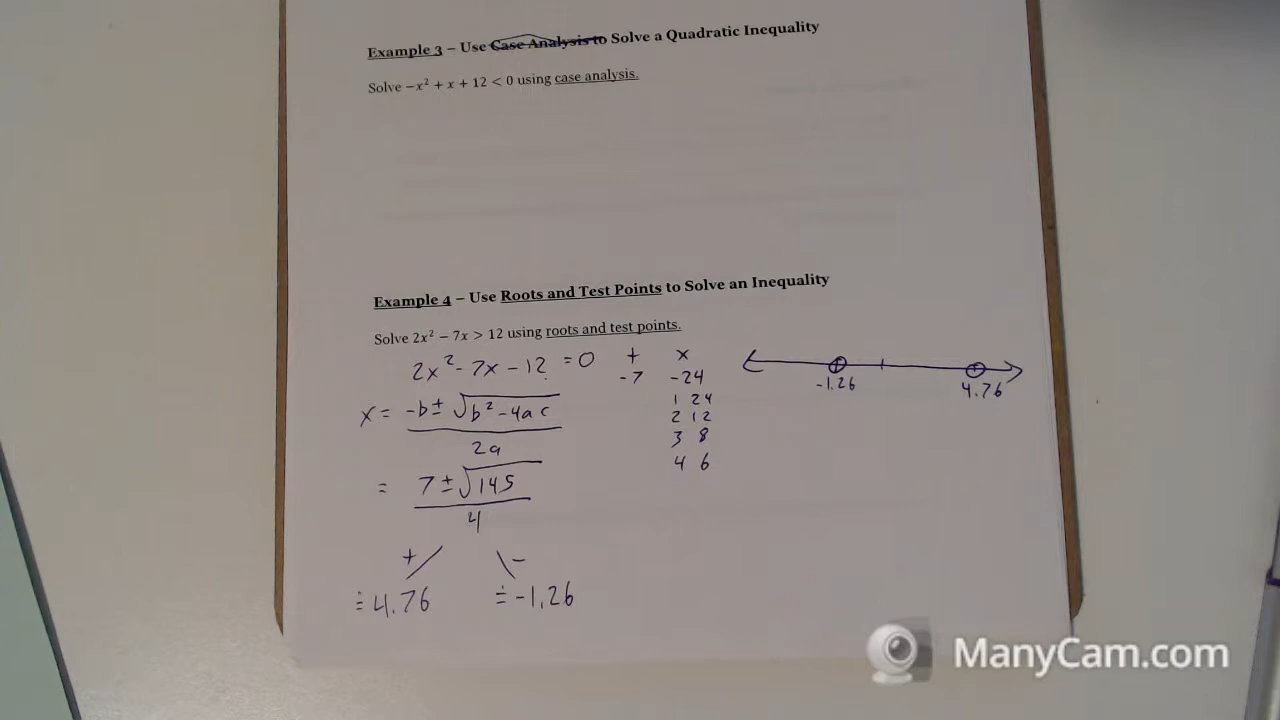 Example 3 – Use Case Analysis to Solve a Quadratic Inequality
Solve −x² + x + 12 < 0 using case analysis.
Example 4 – Use Roots and Test Points to Solve an Inequality
Solve 2x² − 7x > 12 using roots and test points.
2x² - 7x - 12 = 0
+ x
-7 -24
1 24
2 12
3 8
4 6
-1.26 4.76
x = -b ± √b² - 4ac
2a
= 7 ± √145
4
+ -
≐ 4.76 ≐ -1.26
ManyCam.com